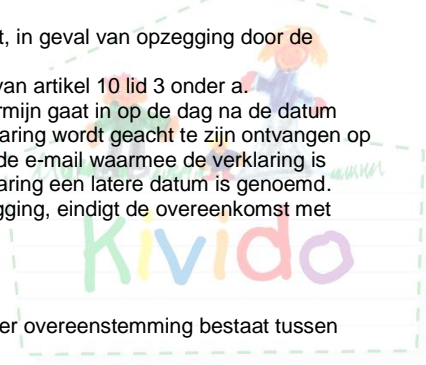 t, in geval van opzegging door de
van artikel 10 lid 3 onder a.
rmijn gaat in op de dag na de datum
aring wordt geacht te zijn ontvangen op
de e-mail waarmee de verklaring is
aring een latere datum is genoemd.
gging, eindigt de overeenkomst met
Kivido
er overeenstemming bestaat tussen